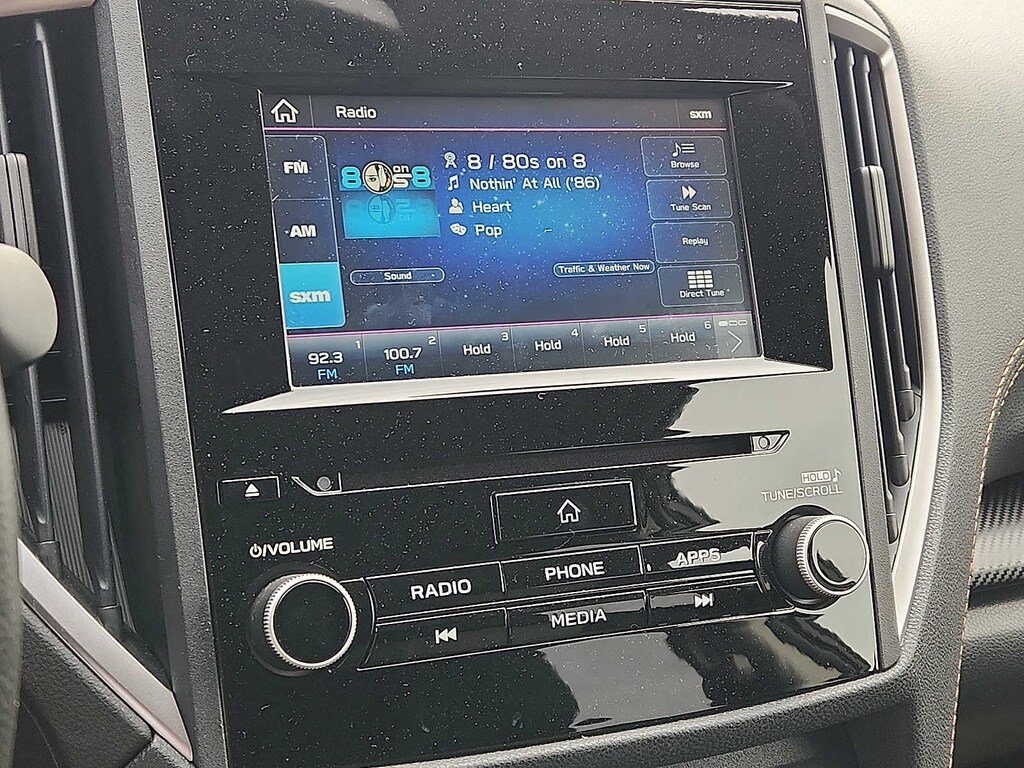 Radio
sxm
FM
AM
sxm
80s on 8
8 / 80s on 8
Nothin' At All ('86)
Heart
Pop
Browse
Tune Scan
Replay
Direct Tune
Sound
Traffic & Weather Now
1
92.3
FM
2
100.7
FM
3
Hold
4
Hold
5
Hold
6
Hold
HOLD
TUNE/SCROLL
/VOLUME
RADIO
PHONE
APPS
MEDIA